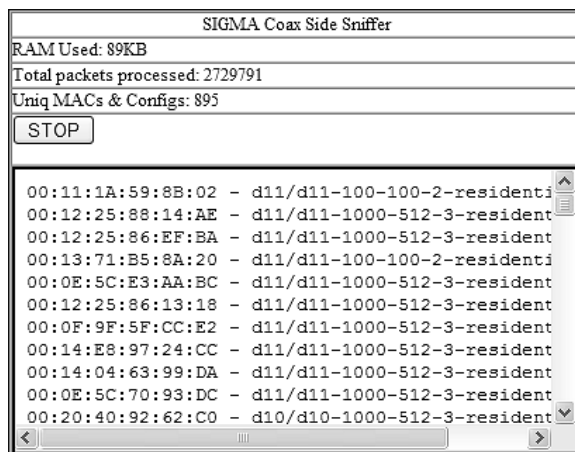 SIGMA Coax Side Sniffer
RAM Used: 89KB
Total packets processed: 2729791
Uniq MACs & Configs: 895
STOP
00:11:1A:59:8B:02 - d11/d11-100-100-2-residenti
00:12:25:88:14:AE - d11/d11-1000-512-3-resident
00:12:25:86:EF:BA - d11/d11-1000-512-3-resident
00:13:71:B5:8A:20 - d11/d11-100-100-2-residenti
00:0E:5C:E3:AA:BC - d11/d11-1000-512-3-resident
00:12:25:86:13:18 - d11/d11-1000-512-3-resident
00:0F:9F:5F:CC:E2 - d11/d11-1000-512-3-resident
00:14:E8:97:24:CC - d11/d11-1000-512-3-resident
00:14:04:63:99:DA - d11/d11-1000-512-3-resident
00:0E:5C:70:93:DC - d11/d11-1000-512-3-resident
00:20:40:92:62:C0 - d10/d10-1000-512-3-resident